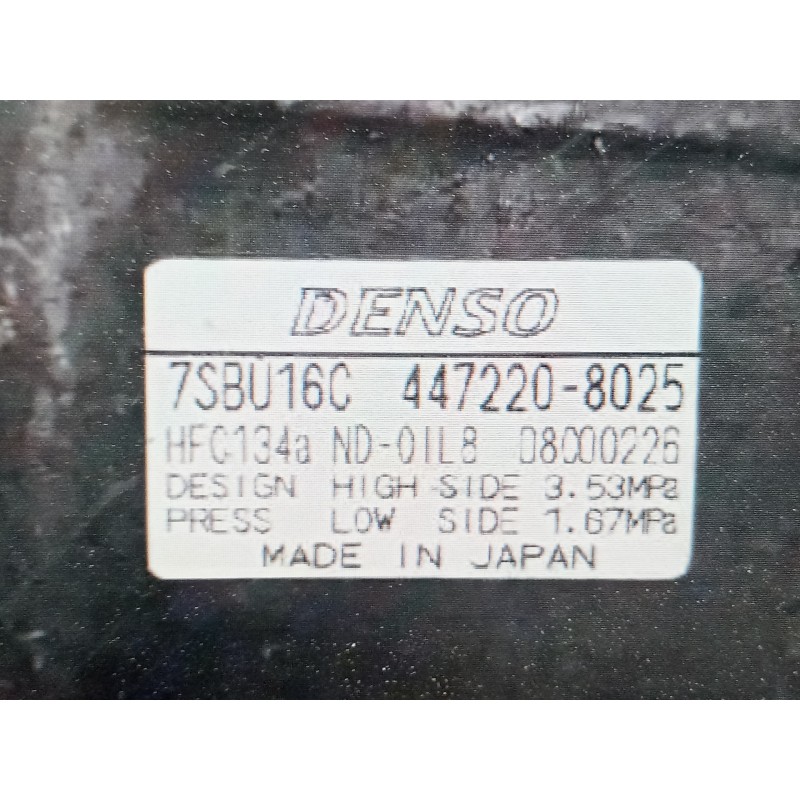 DENSO
7SBU16C 447220-8025
HFC134a ND-OIL8 08000226
DESIGN HIGH-SIDE 3.53MPa
PRESS LOW SIDE 1.67MPa
MADE IN JAPAN